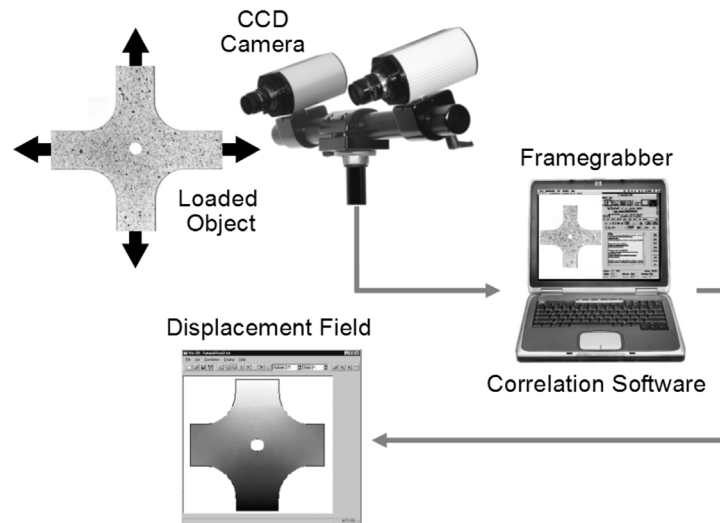 CCD
Camera
Loaded
Object
Framegrabber
Displacement Field
Correlation Software